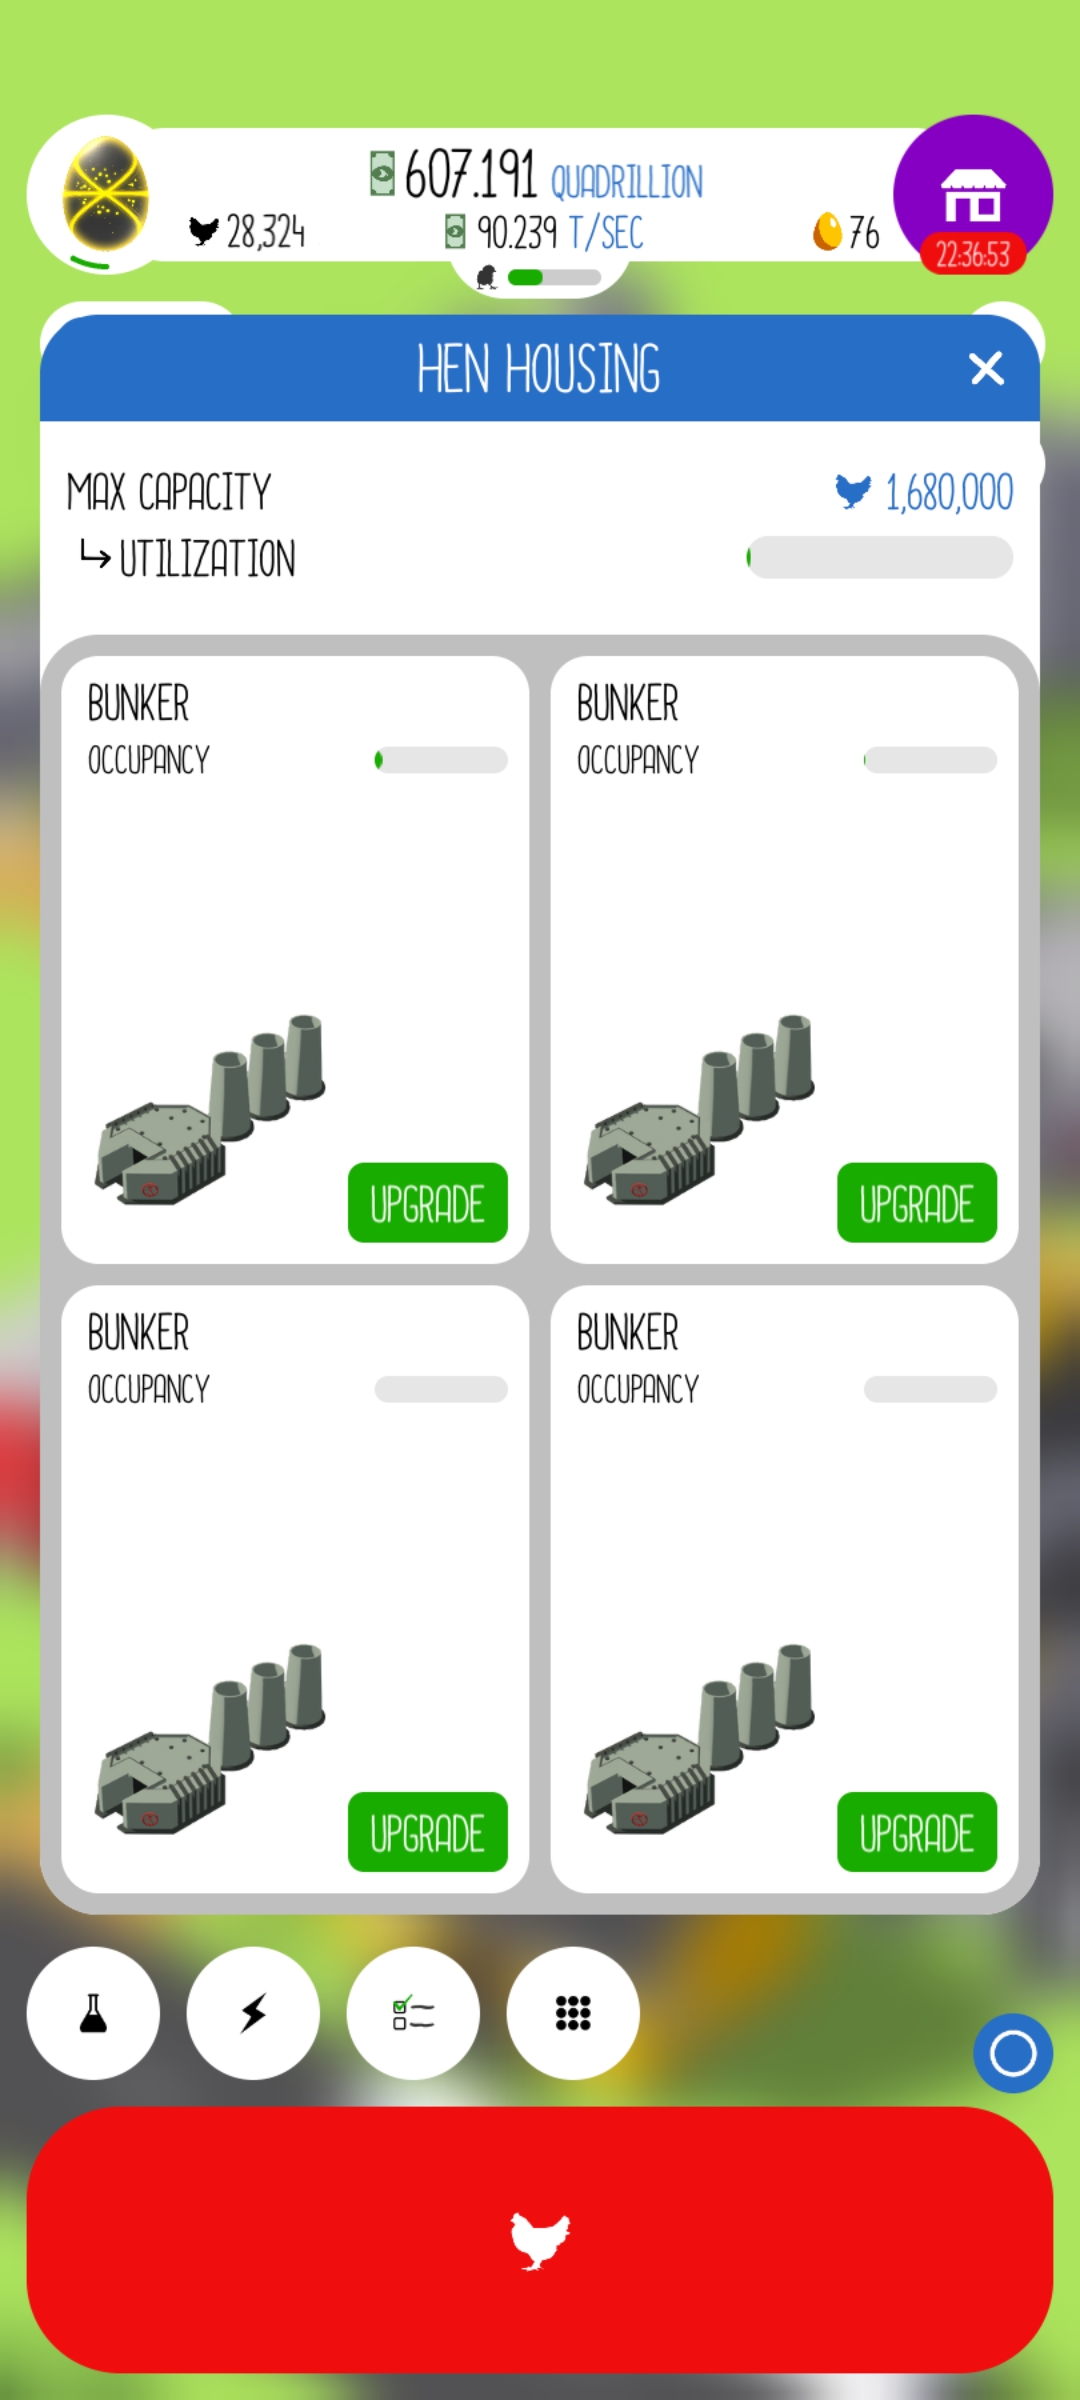 607.191 QUADRILLION
28,324
90.239 T/SEC
76
22:36:53
HEN HOUSING
MAX CAPACITY
1,680,000
UTILIZATION
BUNKER
OCCUPANCY
UPGRADE
BUNKER
OCCUPANCY
UPGRADE
BUNKER
OCCUPANCY
UPGRADE
BUNKER
OCCUPANCY
UPGRADE